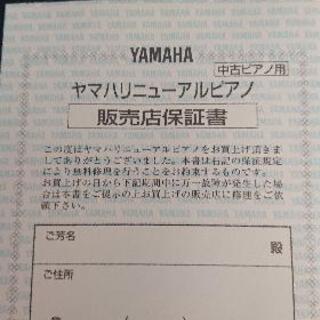 YAMAHA
中古ピアノ用
ヤマハリニューアルピアノ
販売店保証書
この度はヤマハリニューアルピアノをお買上げ頂きま
してありがとうございました。本書は右記の保証規定
により無料修理を行うことをお約束するものです。
お買上げの日から下記期間中に万一故障が発生した場
合は本書をご提示の上お買上げの販売店に修理をご依
頼下さい。
ご芳名
殿
ご住所